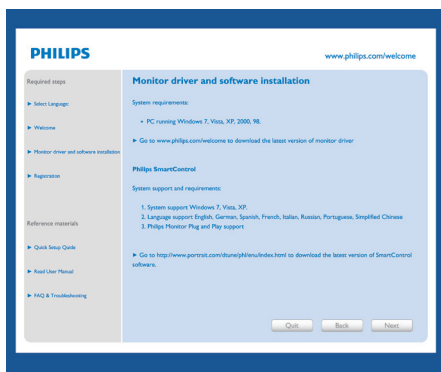 PHILIPS
www.philips.com/welcome
Required steps
► Select Language:
► Welcome
► Monitor driver and software installation
► Registration
Reference materials
► Quick Setup Quide
► Read User Manual
► FAQ & Troubleshooting
Monitor driver and software installation
System requirements:
• PC running Windows 7, Vista, XP, 2000, 98,
► Go to www.philips.com/welcome to download the latest version of monitor driver
Philips SmartControl
System support and requirements:
1. System support Windows 7, Vista, XP.
2. Language support English, German, Spanish, French, Italian, Russian, Portuguese, Simplified Chinese
3. Philips Monitor Plug and Play support
► Go to http://www.portrait.com/dtune/phl/enu/index.html to download the latest version of SmartControl
software.
Quit
Back
Next